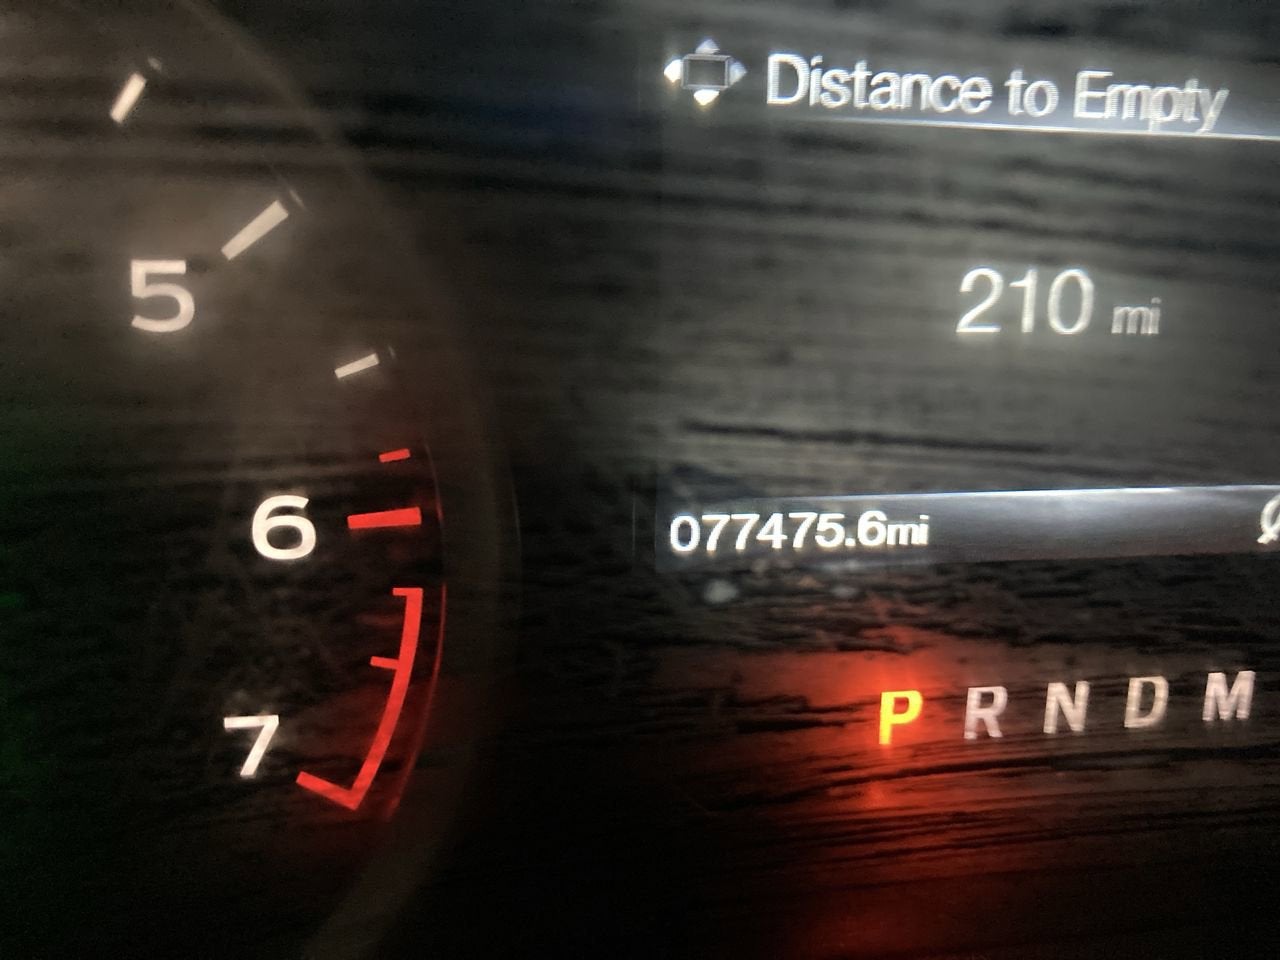 Distance to Empty
5
210 mi
6
077475.6mi
7
P R N D M